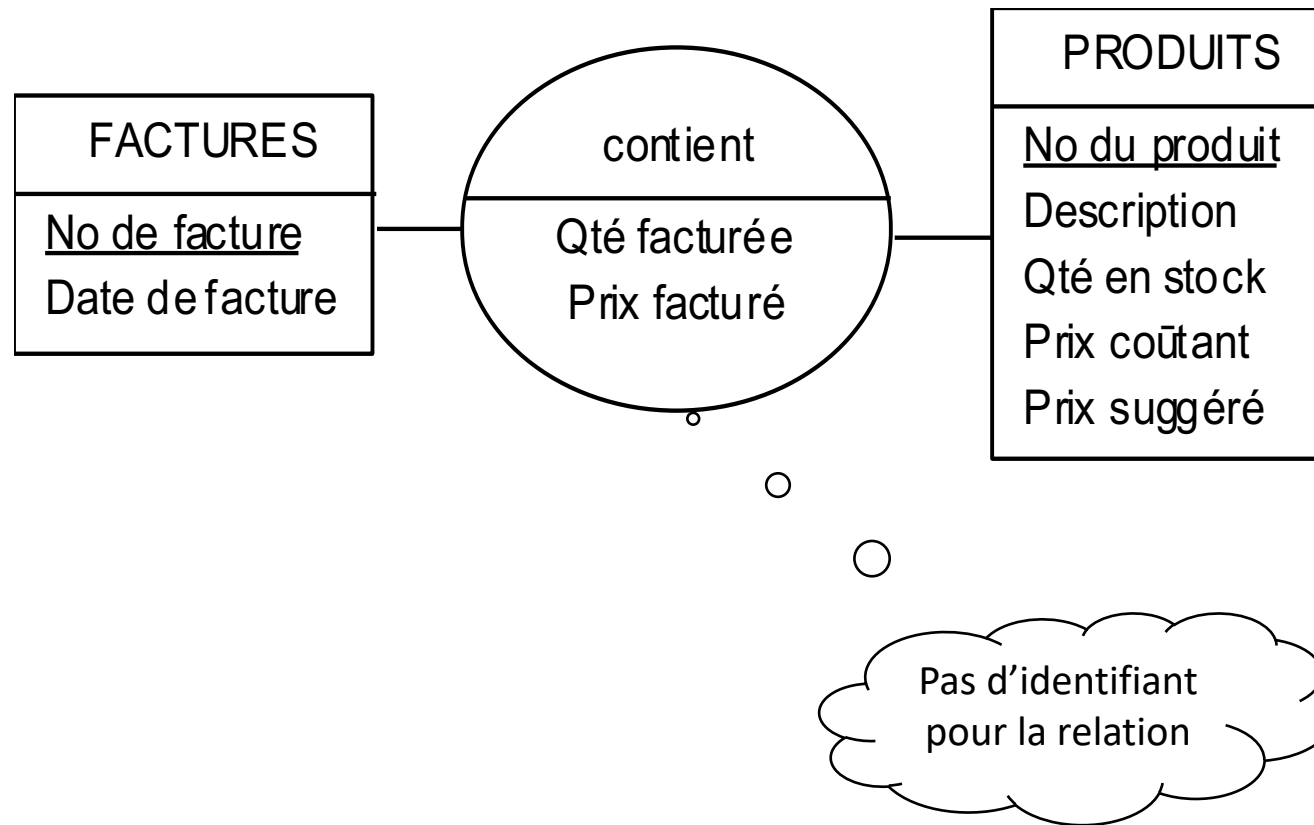 FACTURES
No de facture
Date de facture
contient
Qté facturée
Prix facturé
PRODUITS
No du produit
Description
Qté en stock
Prix coūtant
Prix suggéré
Pas d’identifiant
pour la relation